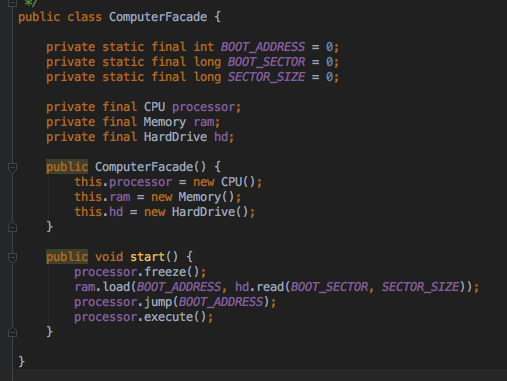 */
public class ComputerFacade {
private static final int BOOT_ADDRESS = 0;
private static final long BOOT_SECTOR = 0;
private static final long SECTOR_SIZE = 0;
private final CPU processor;
private final Memory ram;
private final HardDrive hd;
public ComputerFacade() {
this.processor = new CPU();
this.ram = new Memory();
this.hd = new HardDrive();
}
public void start() {
processor.freeze();
ram.load(BOOT_ADDRESS, hd.read(BOOT_SECTOR, SECTOR_SIZE));
processor.jump(BOOT_ADDRESS);
processor.execute();
}
}